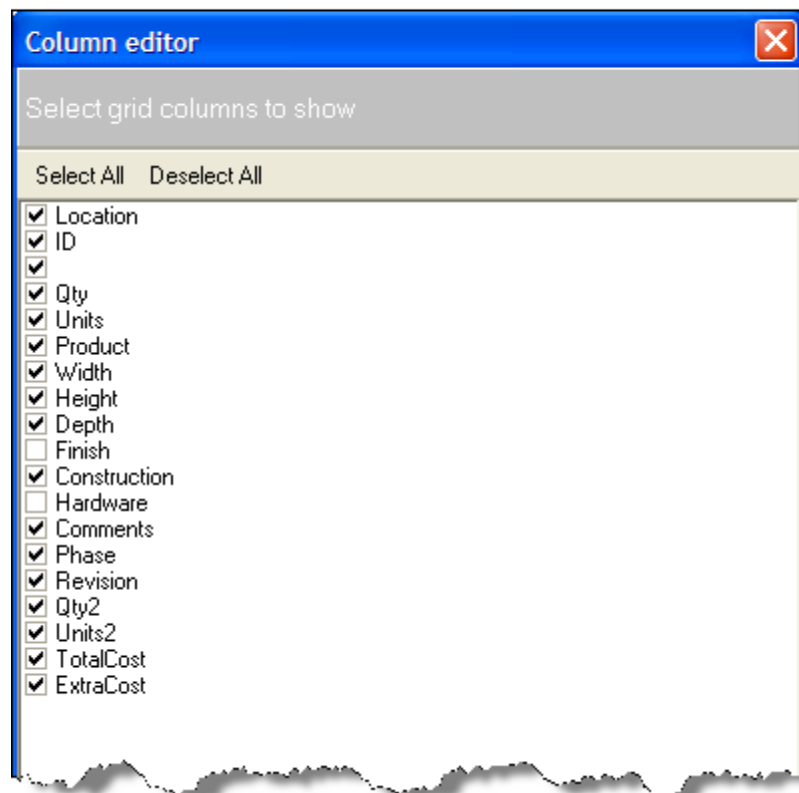 Column editor
Select grid columns to show
Select All Deselect All
Location
ID
Qty
Units
Product
Width
Height
Depth
Finish
Construction
Hardware
Comments
Phase
Revision
Qty2
Units2
TotalCost
ExtraCost